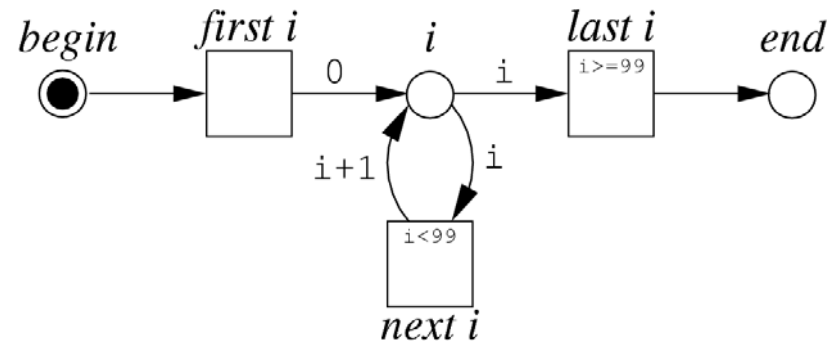 begin
first i
i
last i
end
0
i
i>=99
i+1
i
i<99
next i